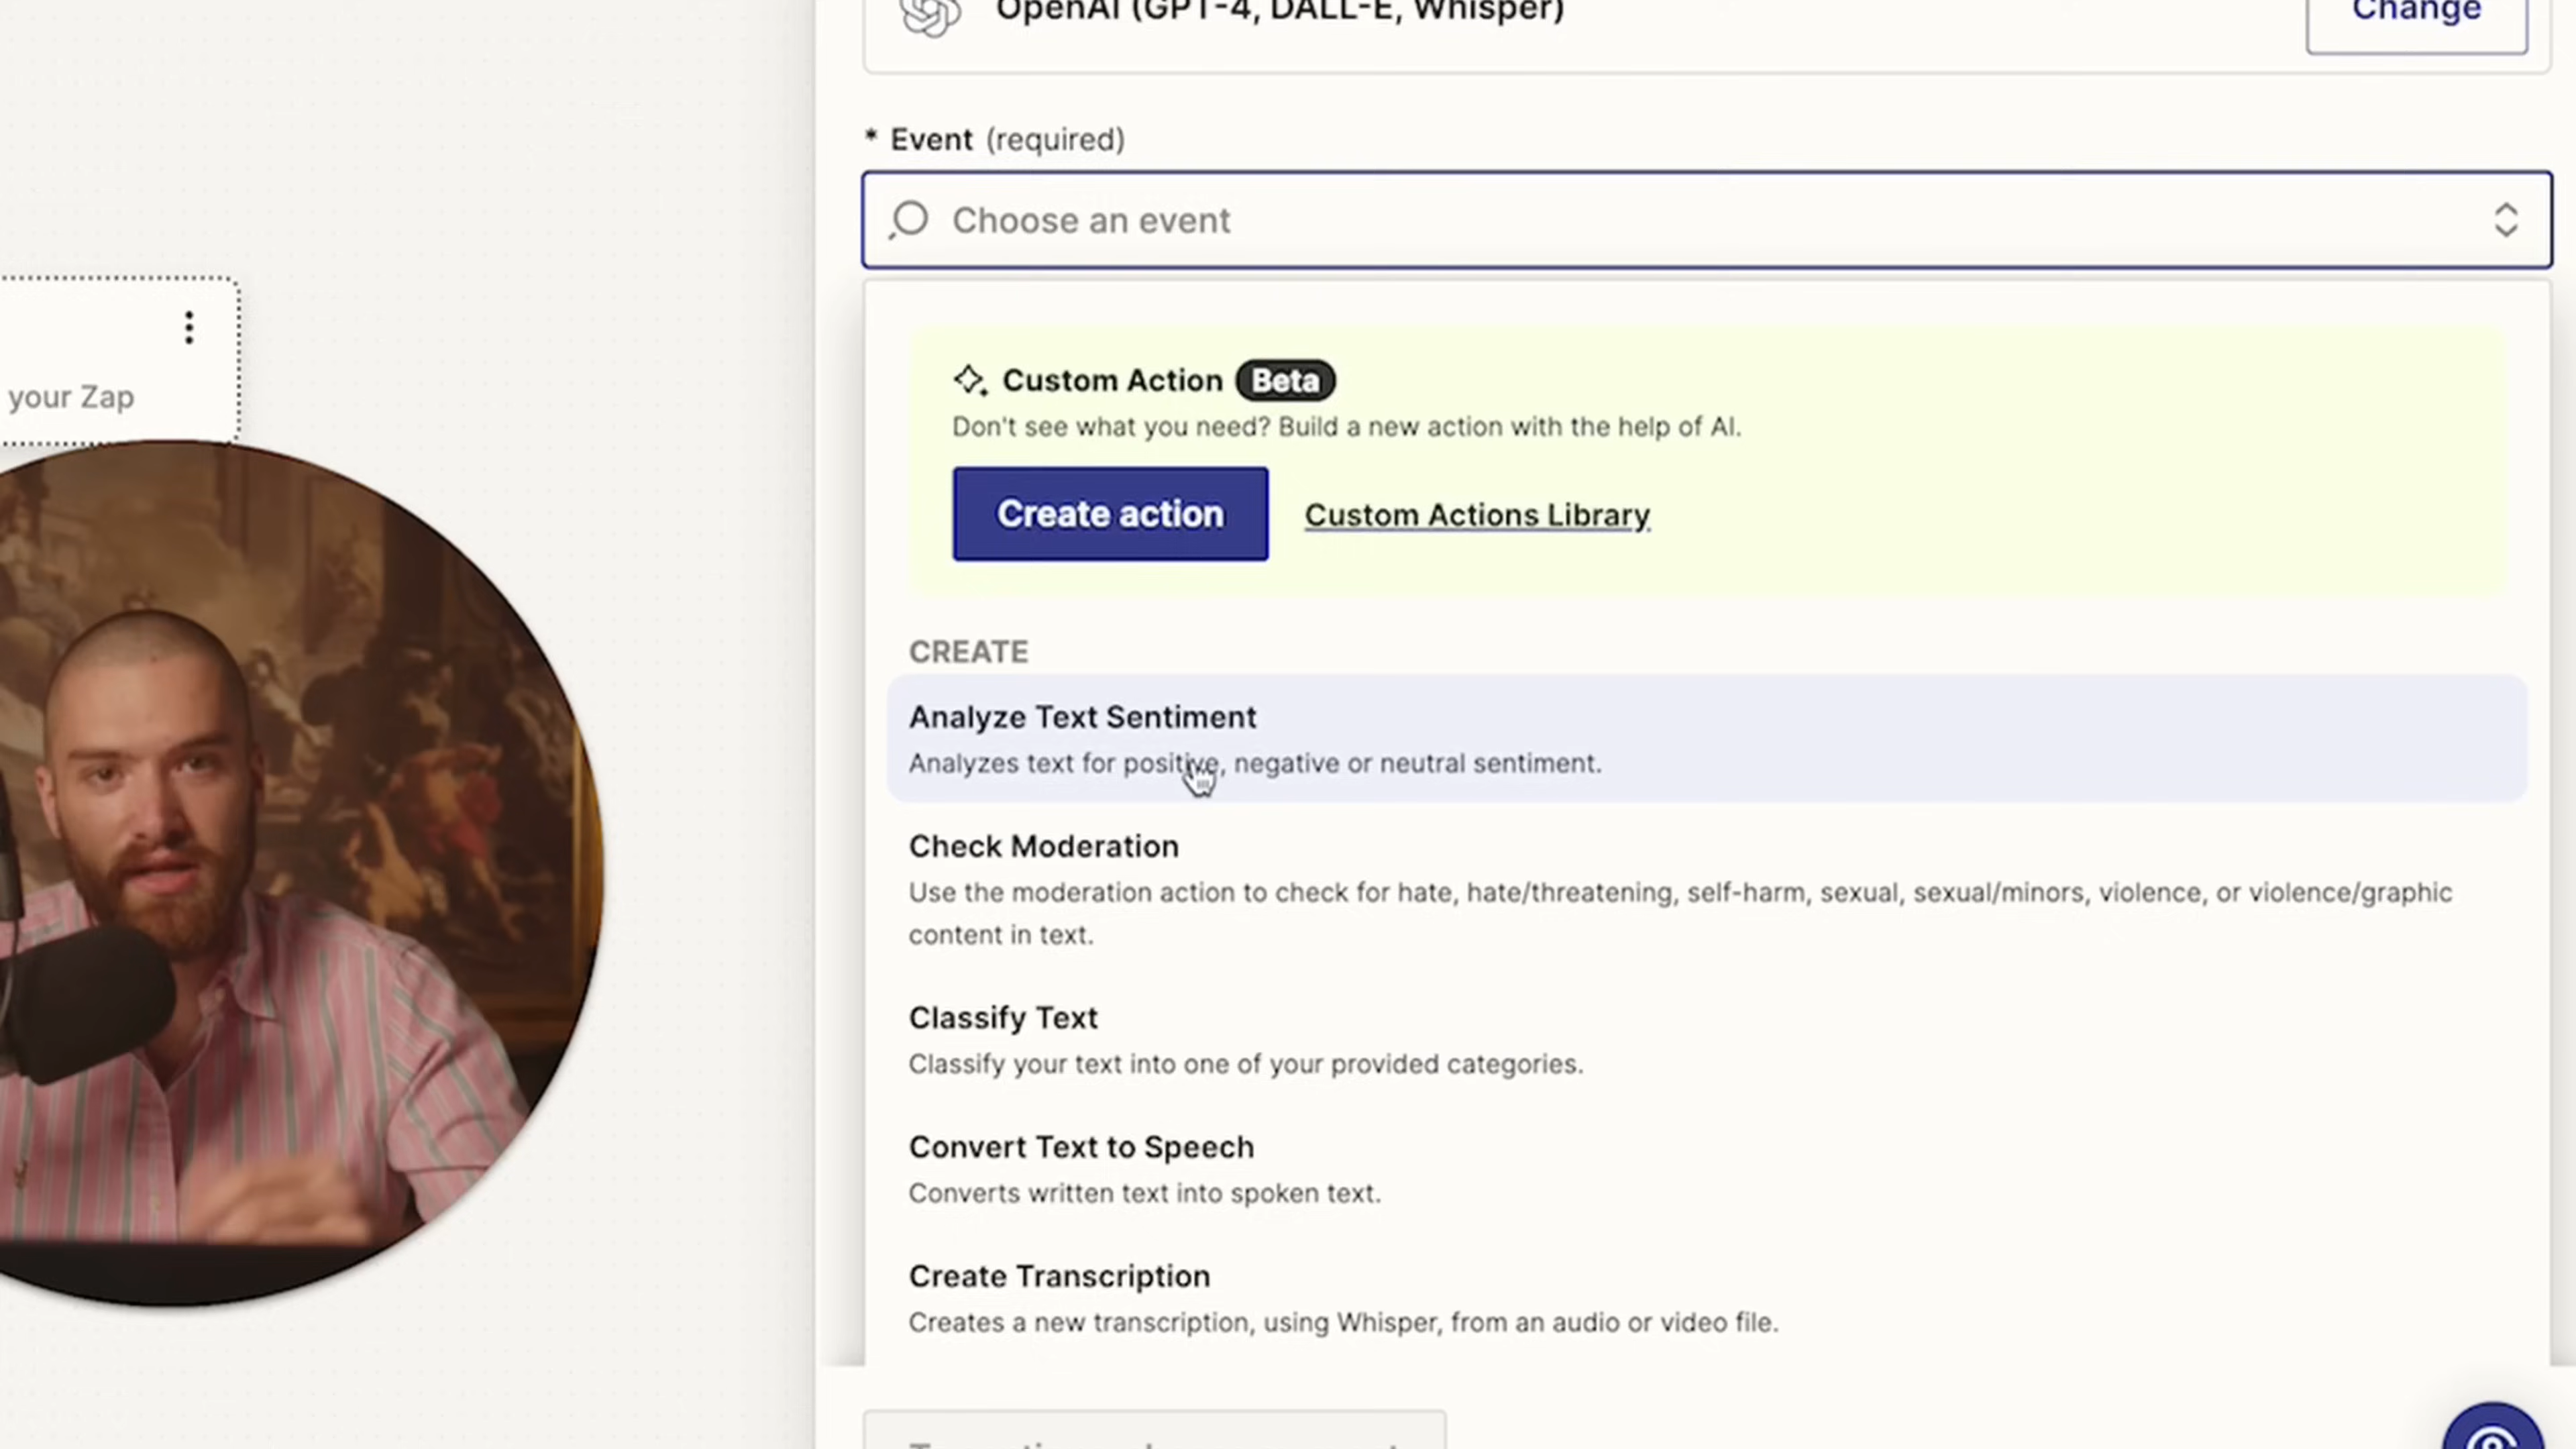 OpenAI (GPT-4, DALL-E, Whisper)
Change
* Event (required)
Choose an event
your Zap
Custom Action Beta
Don't see what you need? Build a new action with the help of AI.
Create action
Custom Actions Library
CREATE
Analyze Text Sentiment
Analyzes text for positive, negative or neutral sentiment.
Check Moderation
Use the moderation action to check for hate, hate/threatening, self-harm, sexual, sexual/minors, violence, or violence/graphic
content in text.
Classify Text
Classify your text into one of your provided categories.
Convert Text to Speech
Converts written text into spoken text.
Create Transcription
Creates a new transcription, using Whisper, from an audio or video file.